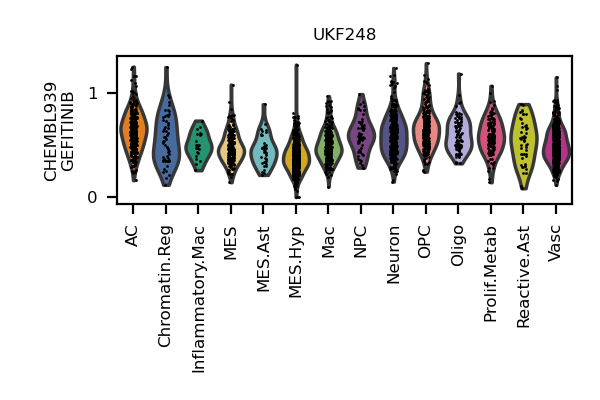 UKF248
CHEMBL939
GEFITINIB
1
0
AC
Chromatin.Reg
Inflammatory.Mac
MES
MES.Ast
MES.Hyp
Mac
NPC
Neuron
OPC
Oligo
Prolif.Metab
Reactive.Ast
Vasc